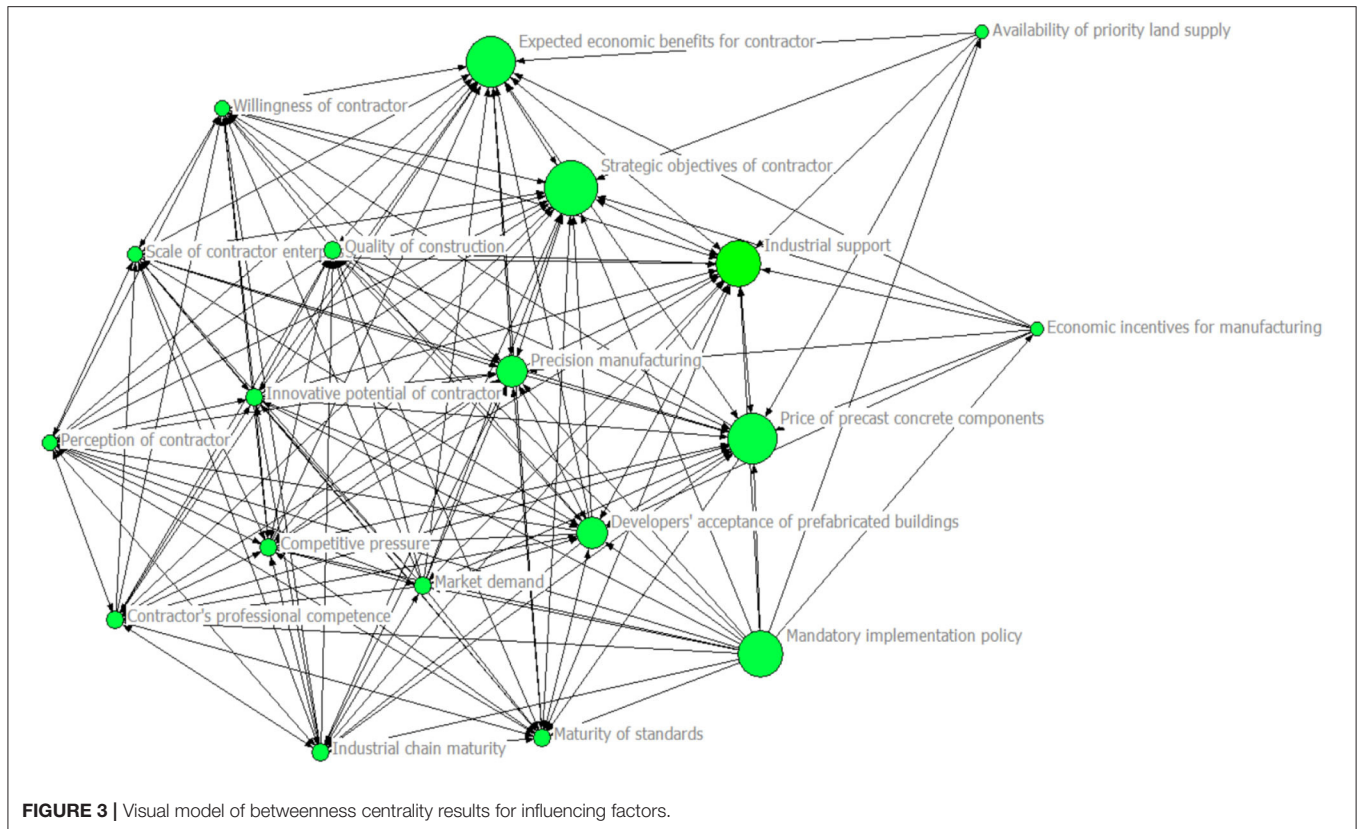 Availability of priority land supply
Expected economic benefits for contractor
Willingness of contractor
Strategic objectives of contractor
Scale of contractor enterp
Quality of construction
Industrial support
Economic incentives for manufacturing
Precision manufacturing
Innovative potential of contractor
Price of precast concrete components
Perception of contractor
Developers' acceptance of prefabricated buildings
Competitive pressure
Market demand
Contractor's professional competence
Mandatory implementation policy
Maturity of standards
Industrial chain maturity
FIGURE 3 | Visual model of betweenness centrality results for influencing factors.